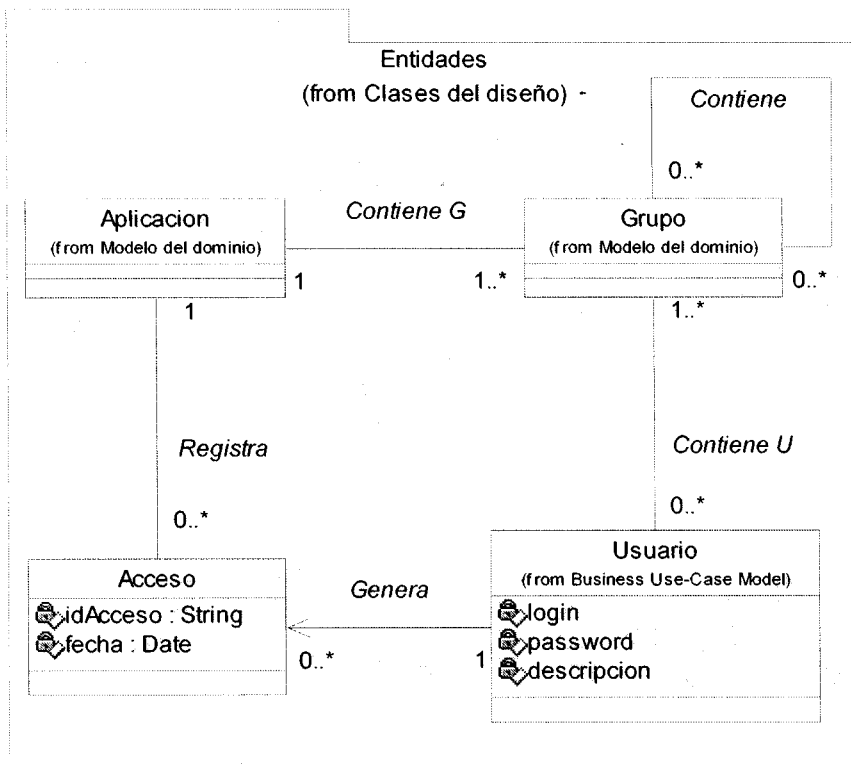 Entidades
(from Clases del diseño) -
Contiene
0..*
Aplicacion
(from Modelo del dominio)
Contiene G
Grupo
(from Modelo del dominio)
1
1..*
0..*
1
1..*
Registra
Contiene U
0..*
0..*
Usuario
(from Business Use-Case Model)
Acceso
idAcceso : String
fecha : Date
Genera
login
password
descripcion
0..*
1